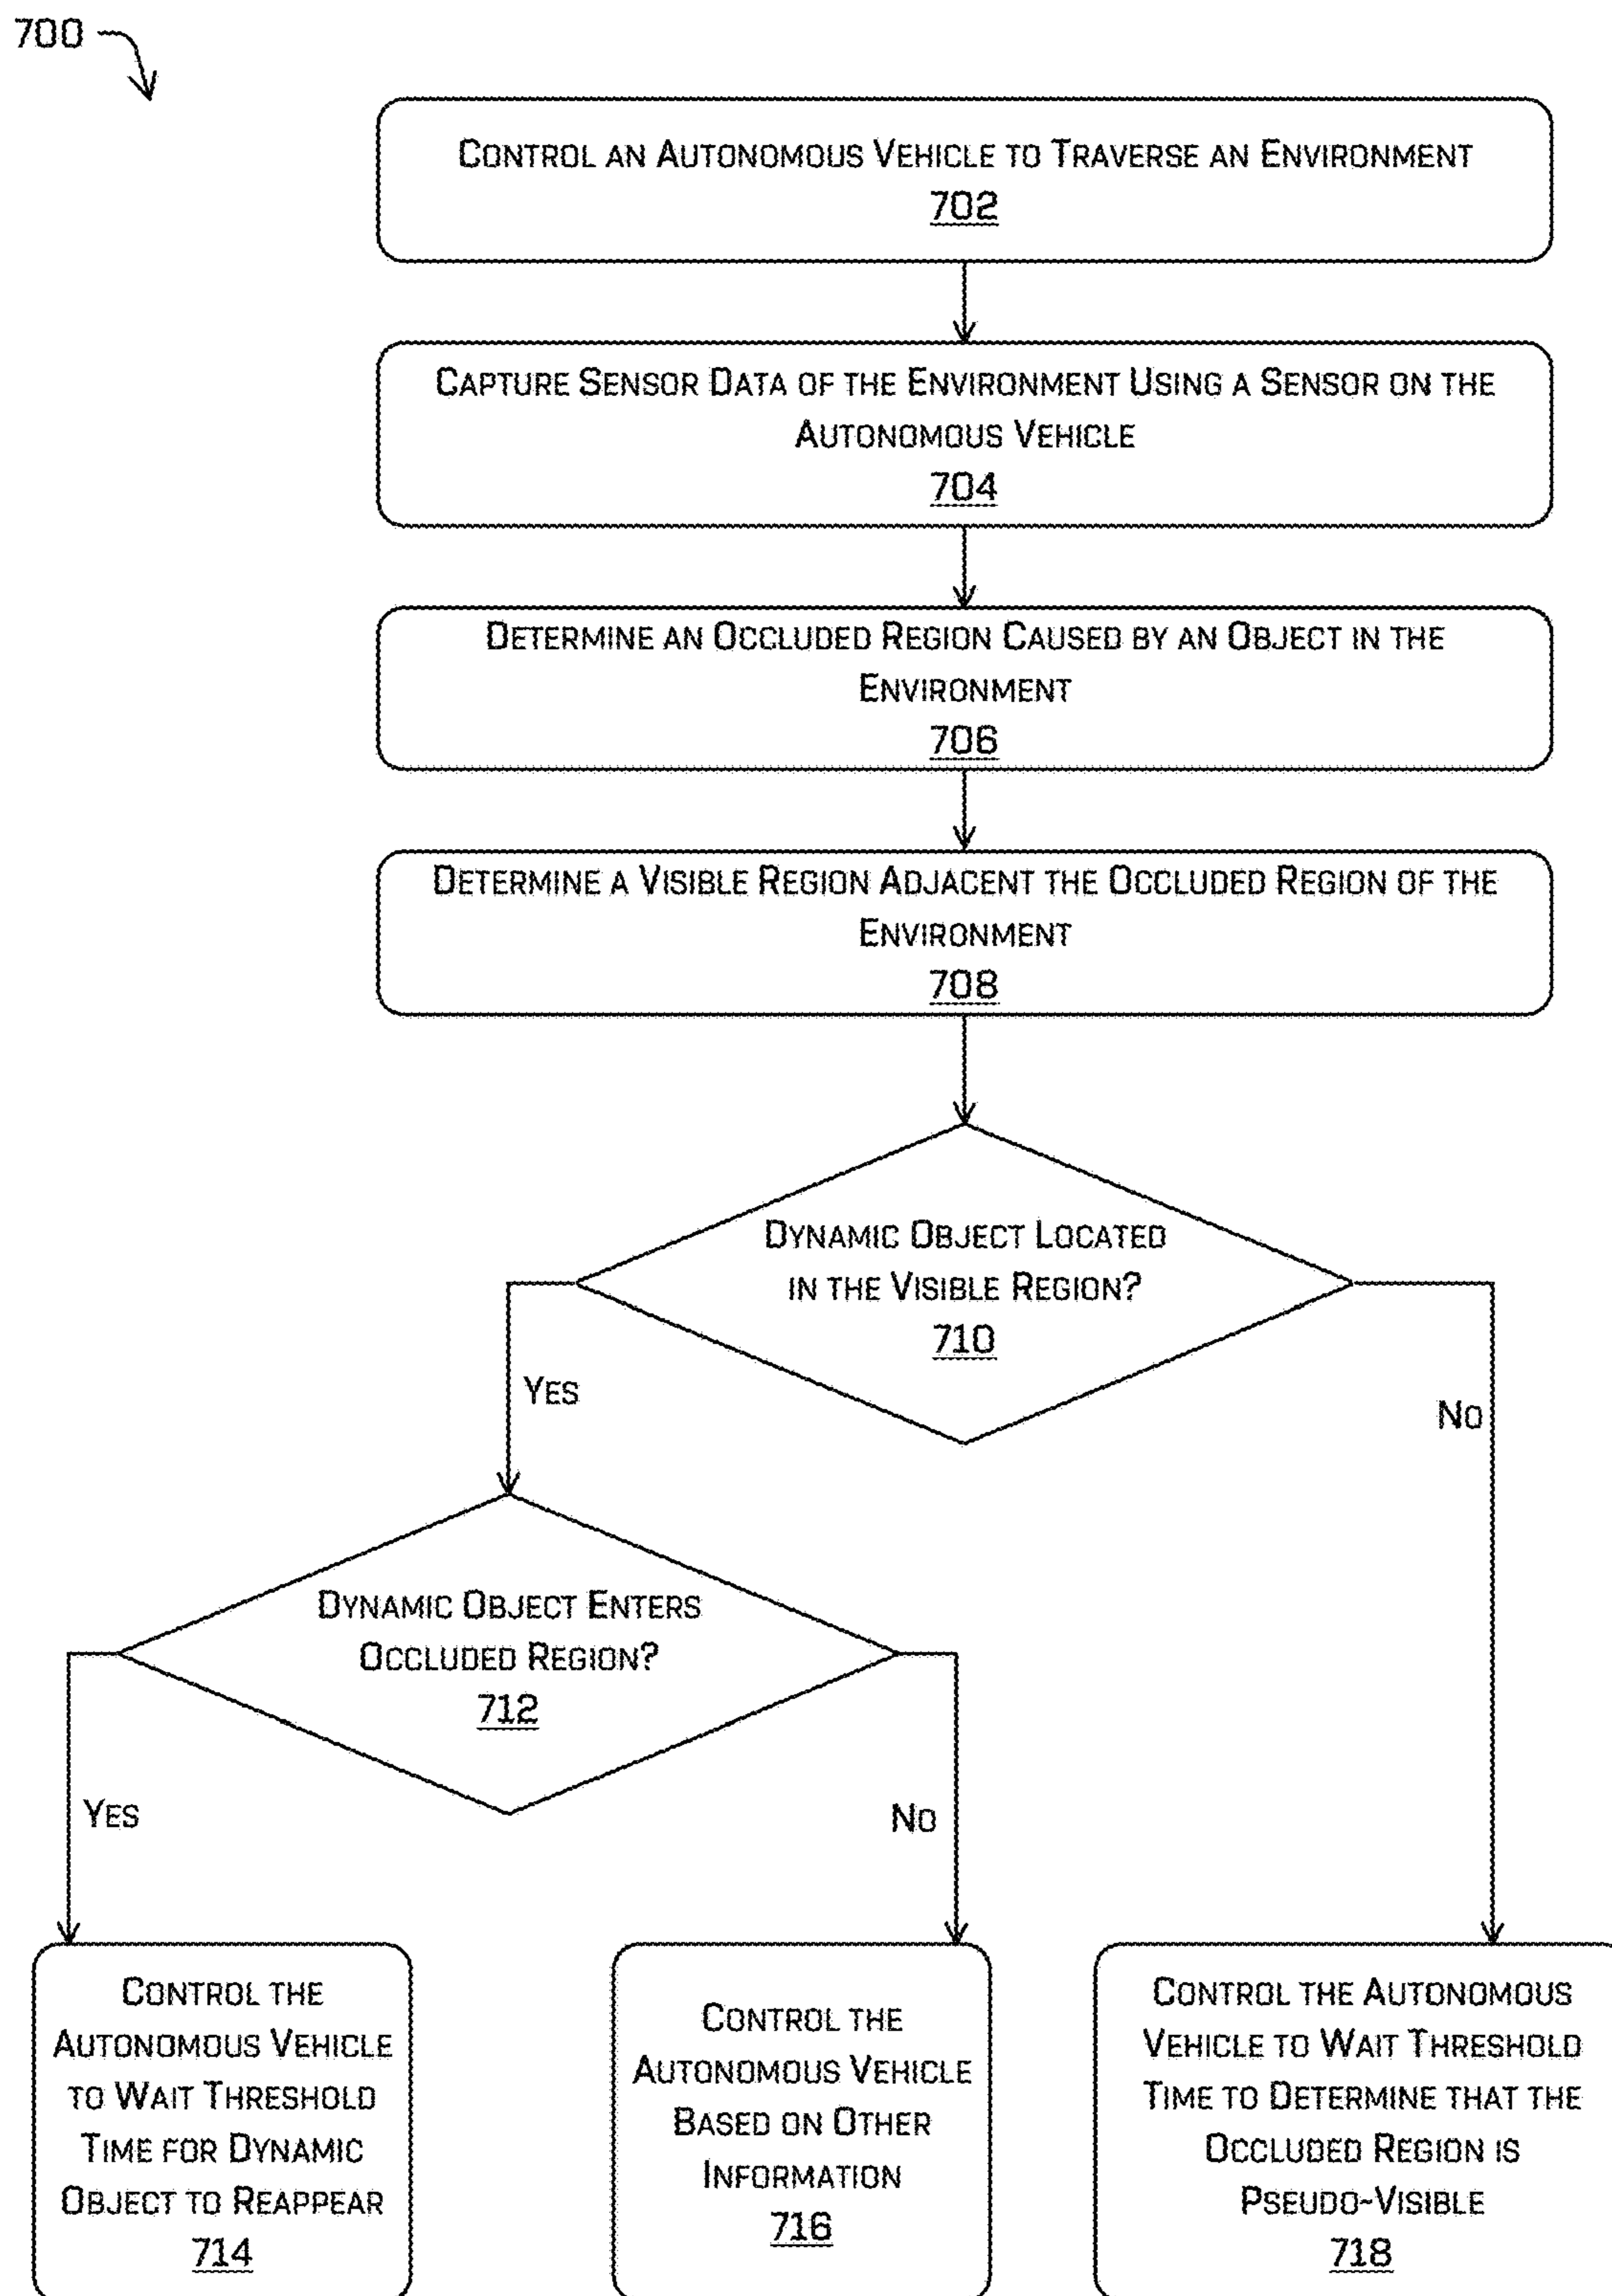 700
Control an Autonomous Vehicle to Traverse an Environment
702
Capture Sensor Data of the Environment Using a Sensor on the
Autonomous Vehicle
704
Determine an Occluded Region Caused by an Object in the
Environment
706
Determine a Visible Region Adjacent the Occluded Region of the
Environment
708
Dynamic Object Located
in the Visible Region?
710
Yes
No
Dynamic Object Enters
Occluded Region?
712
Yes
No
Control the
Autonomous Vehicle
to Wait Threshold
Time for Dynamic
Object to Reappear
714
Control the
Autonomous Vehicle
Based on Other
Information
716
Control the Autonomous
Vehicle to Wait Threshold
Time to Determine that the
Occluded Region is
Pseudo-Visible
718